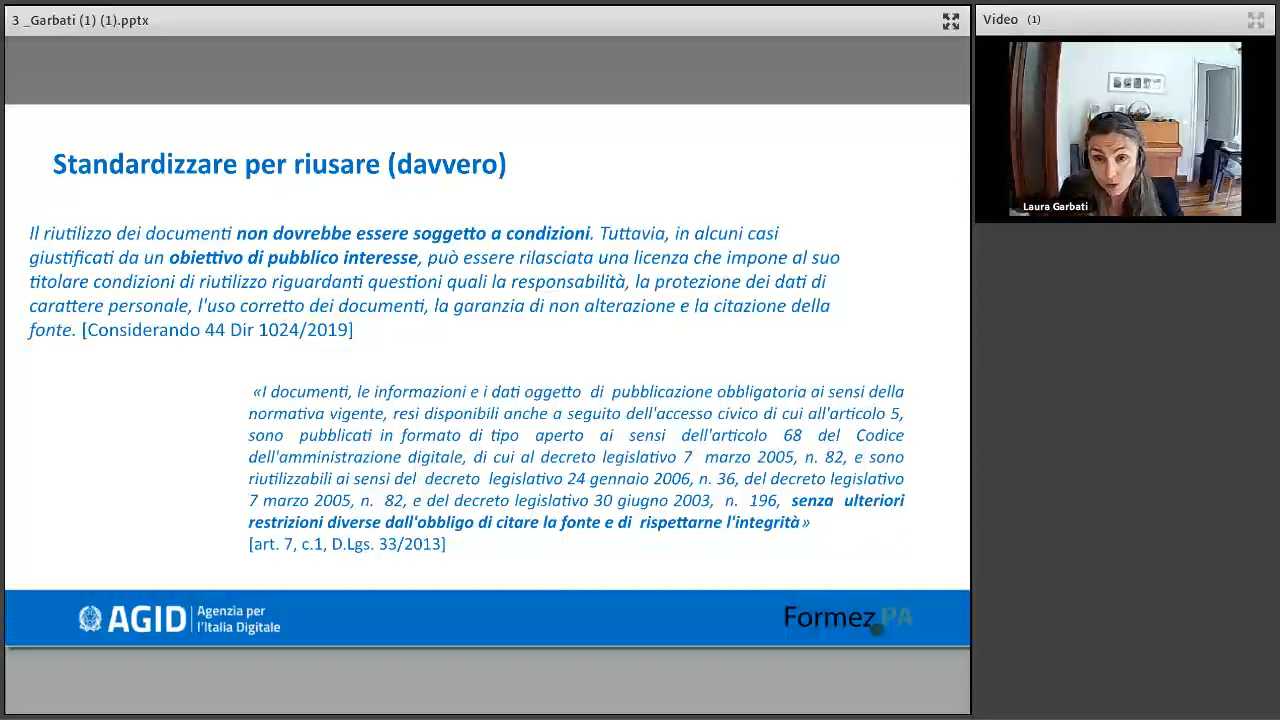 3 _Garbati (1) (1).pptx
Video (1)
Laura Garbati
Standardizzare per riusare (davvero)
Il riutilizzo dei documenti non dovrebbe essere soggetto a condizioni. Tuttavia, in alcuni casi
giustificati da un obiettivo di pubblico interesse, può essere rilasciata una licenza che impone al suo
titolare condizioni di riutilizzo riguardanti questioni quali la responsabilità, la protezione dei dati di
carattere personale, l'uso corretto dei documenti, la garanzia di non alterazione e la citazione della
fonte. [Considerando 44 Dir 1024/2019]
«I documenti, le informazioni e i dati oggetto di pubblicazione obbligatoria ai sensi della
normativa vigente, resi disponibili anche a seguito dell'accesso civico di cui all'articolo 5,
sono pubblicati in formato di tipo aperto ai sensi dell'articolo 68 del Codice
dell'amministrazione digitale, di cui al decreto legislativo 7 marzo 2005, n. 82, e sono
riutilizzabili ai sensi del decreto legislativo 24 gennaio 2006, n. 36, del decreto legislativo
7 marzo 2005, n. 82, e del decreto legislativo 30 giugno 2003, n. 196, senza ulteriori
restrizioni diverse dall'obbligo di citare la fonte e di rispettarne l'integrità»
[art. 7, c.1, D.Lgs. 33/2013]
AGID
Agenzia per
l'Italia Digitale
Formez PA